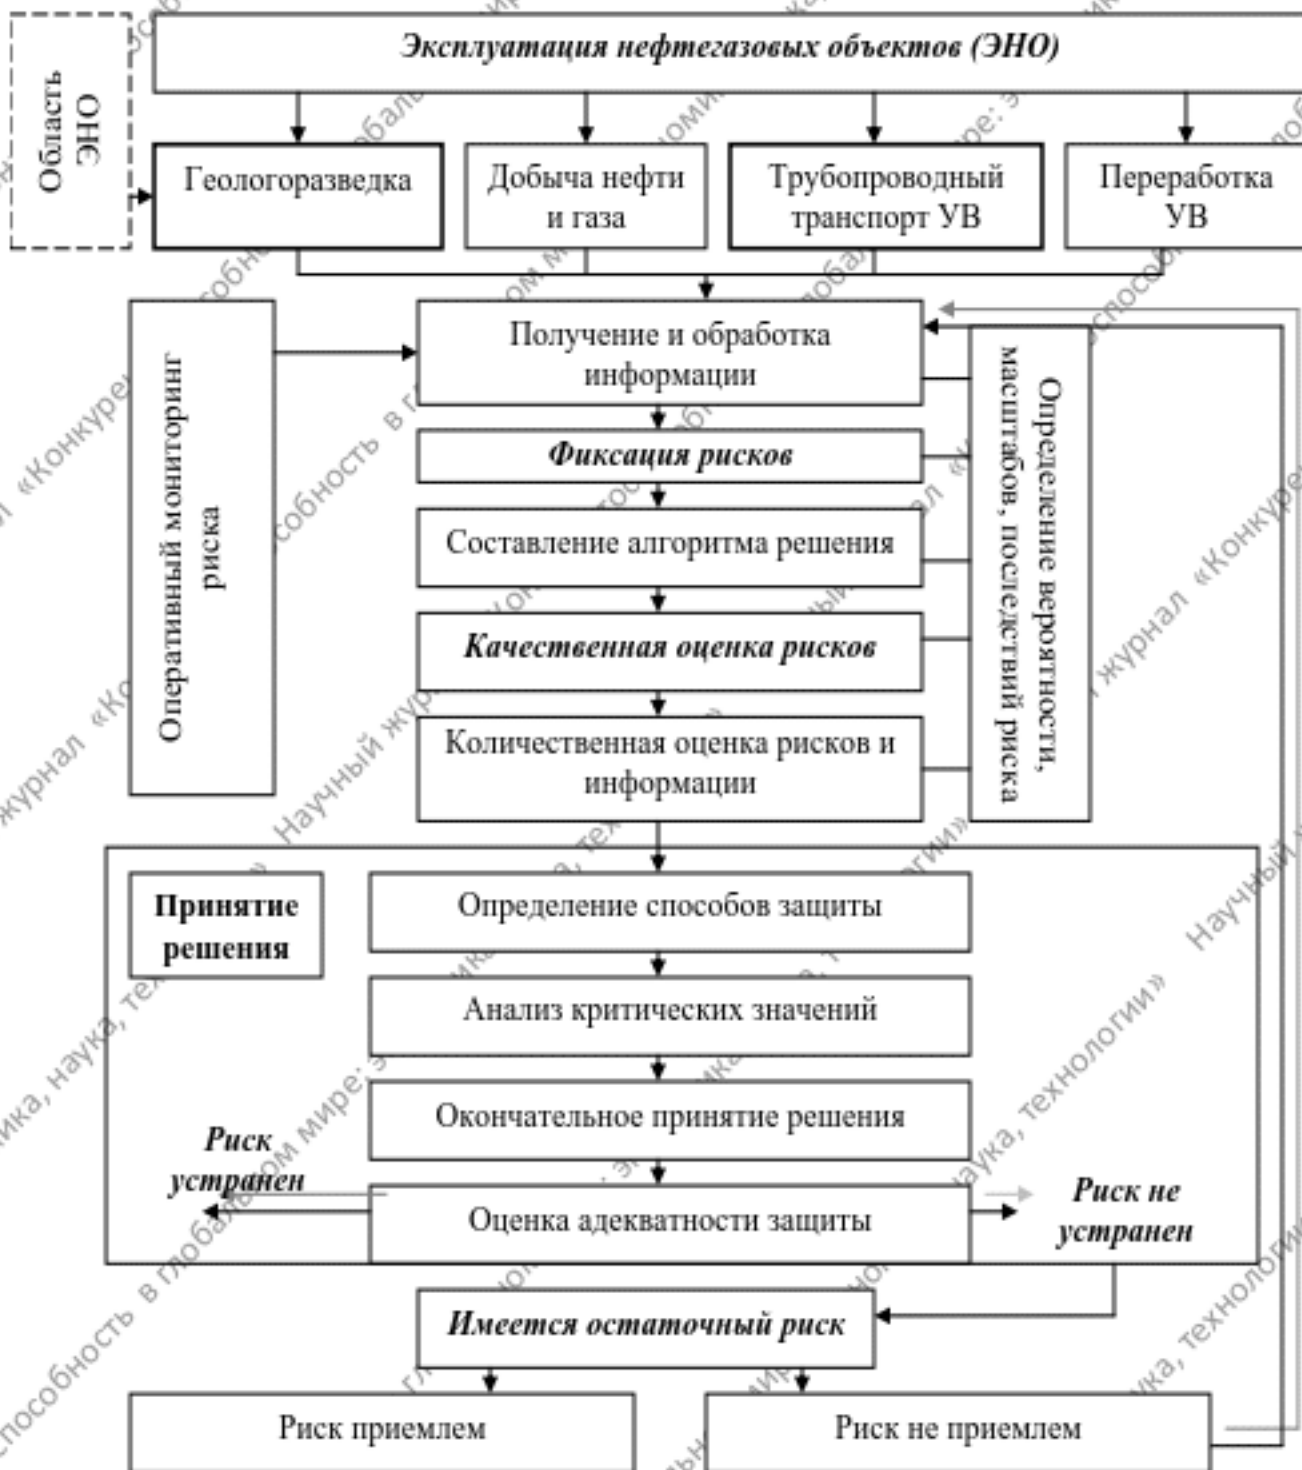 Эксплуатация нефтегазовых объектов (ЭНО)
Область
ЭНО
Геологоразведка
Добыча нефти
и газа
Трубопроводный
транспорт УВ
Переработка
УВ
Оперативный мониторинг
риска
Получение и обработка
информации
Фиксация рисков
Составление алгоритма решения
Качественная оценка рисков
Количественная оценка рисков и
информации
Определение вероятности,
масштабов, последствий риска
Принятие
решения
Определение способов защиты
Анализ критических значений
Окончательное принятие решения
Оценка адекватности защиты
Риск
устранен
Риск не
устранен
Имеется остаточный риск
Риск приемлем
Риск не приемлем